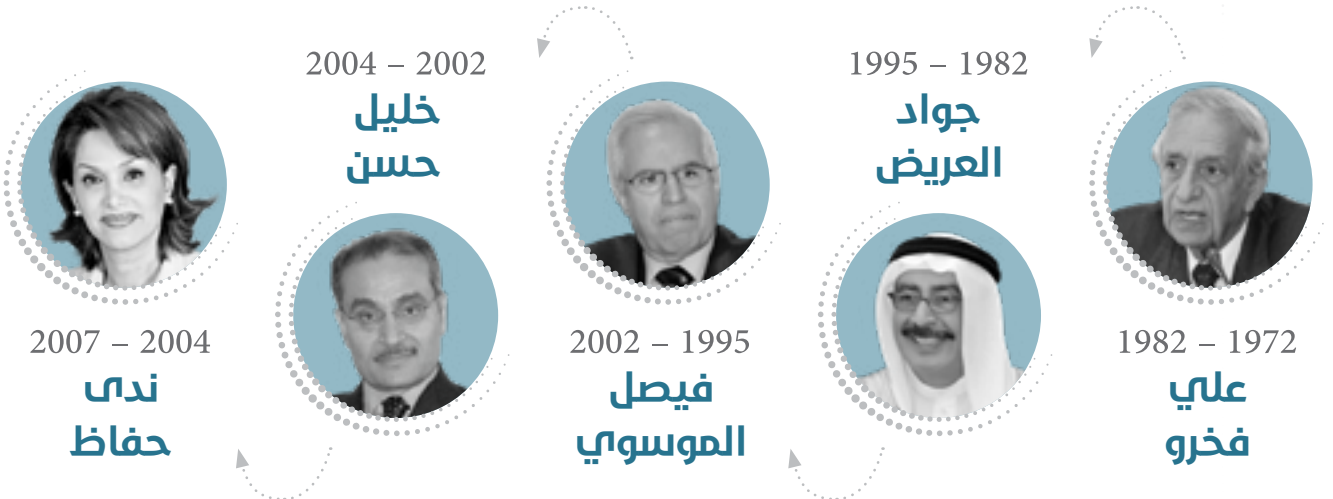 1972 – 1982
علي
فخرو
1982 – 1995
جواد
العريض
1995 – 2002
فيصل
الموسوي
2002 – 2004
خليل
حسن
2004 – 2007
ندى
حفاظ